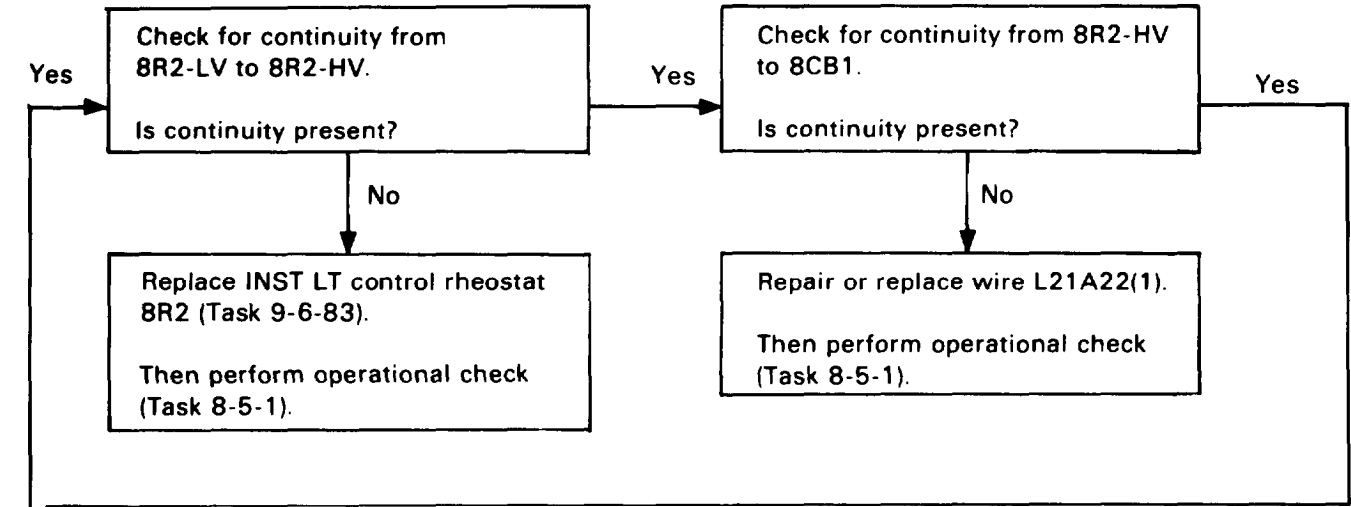 Yes
Check for continuity from
8R2-LV to 8R2-HV.
Is continuity present?
Yes
Check for continuity from 8R2-HV
to 8CB1.
Is continuity present?
Yes
No
No
Replace INST LT control rheostat
8R2 (Task 9-6-83).
Then perform operational check
(Task 8-5-1).
Repair or replace wire L21A22(1).
Then perform operational check
(Task 8-5-1).